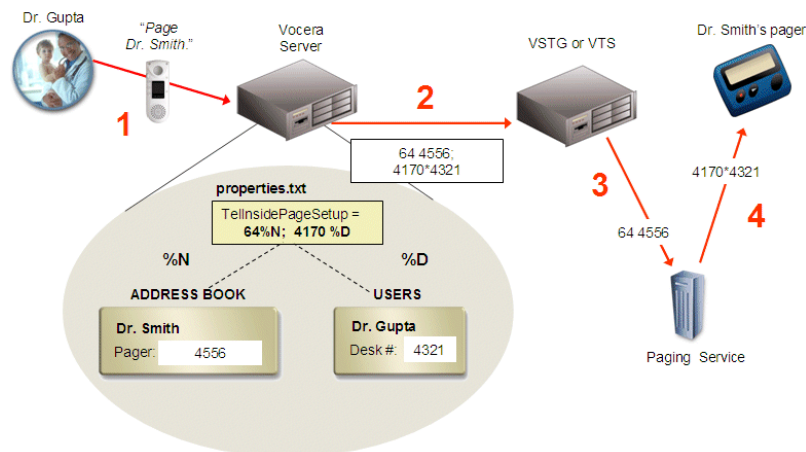 Dr. Gupta
"Page
Dr. Smith."
Vocera
Server
VSTG or VTS
Dr. Smith's pager
1
2
64 4556;
4170*4321
3
4170*4321
4
64 4556
properties.txt
TelInsidePageSetup =
64%N; 4170 %D
%N
%D
ADDRESS BOOK
USERS
Dr. Smith
Pager: 4556
Dr. Gupta
Desk #: 4321
Paging Service